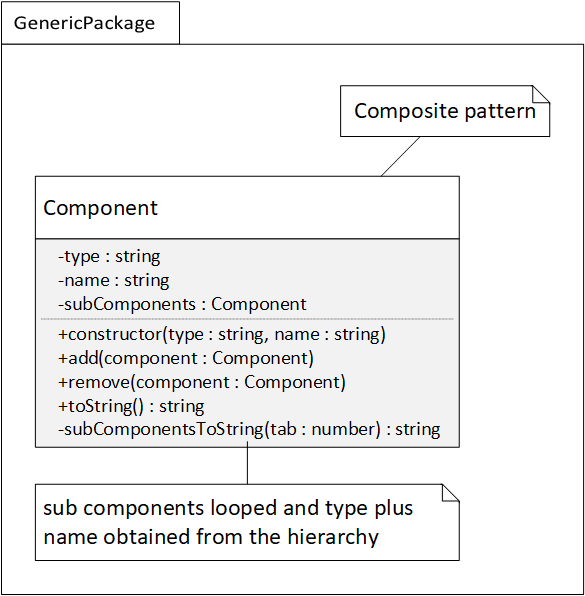 GenericPackage
Composite pattern
Component
-type : string
-name : string
-subComponents : Component
+constructor(type : string, name : string)
+add(component : Component)
+remove(component : Component)
+toString() : string
-subComponentsToString(tab : number) : string
sub components looped and type plus
name obtained from the hierarchy